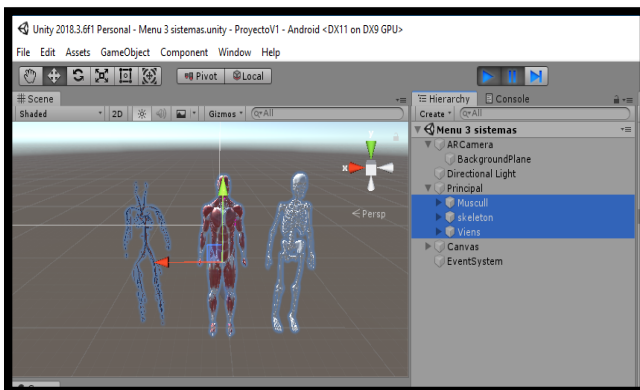 Unity 2018.3.6f1 Personal - Menu 3 sistemas.unity - ProyectoV1 - Android <DX11 on DX9 GPU>
File Edit Assets GameObject Component Window Help
Pivot Local
Scene
Shaded 2D Gizmos All
Y
X
Persp
Hierarchy Console
Create All
Menu 3 sistemas
ARCamera
BackgroundPlane
Directional Light
Principal
Muscull
skeleton
Viens
Canvas
EventSystem